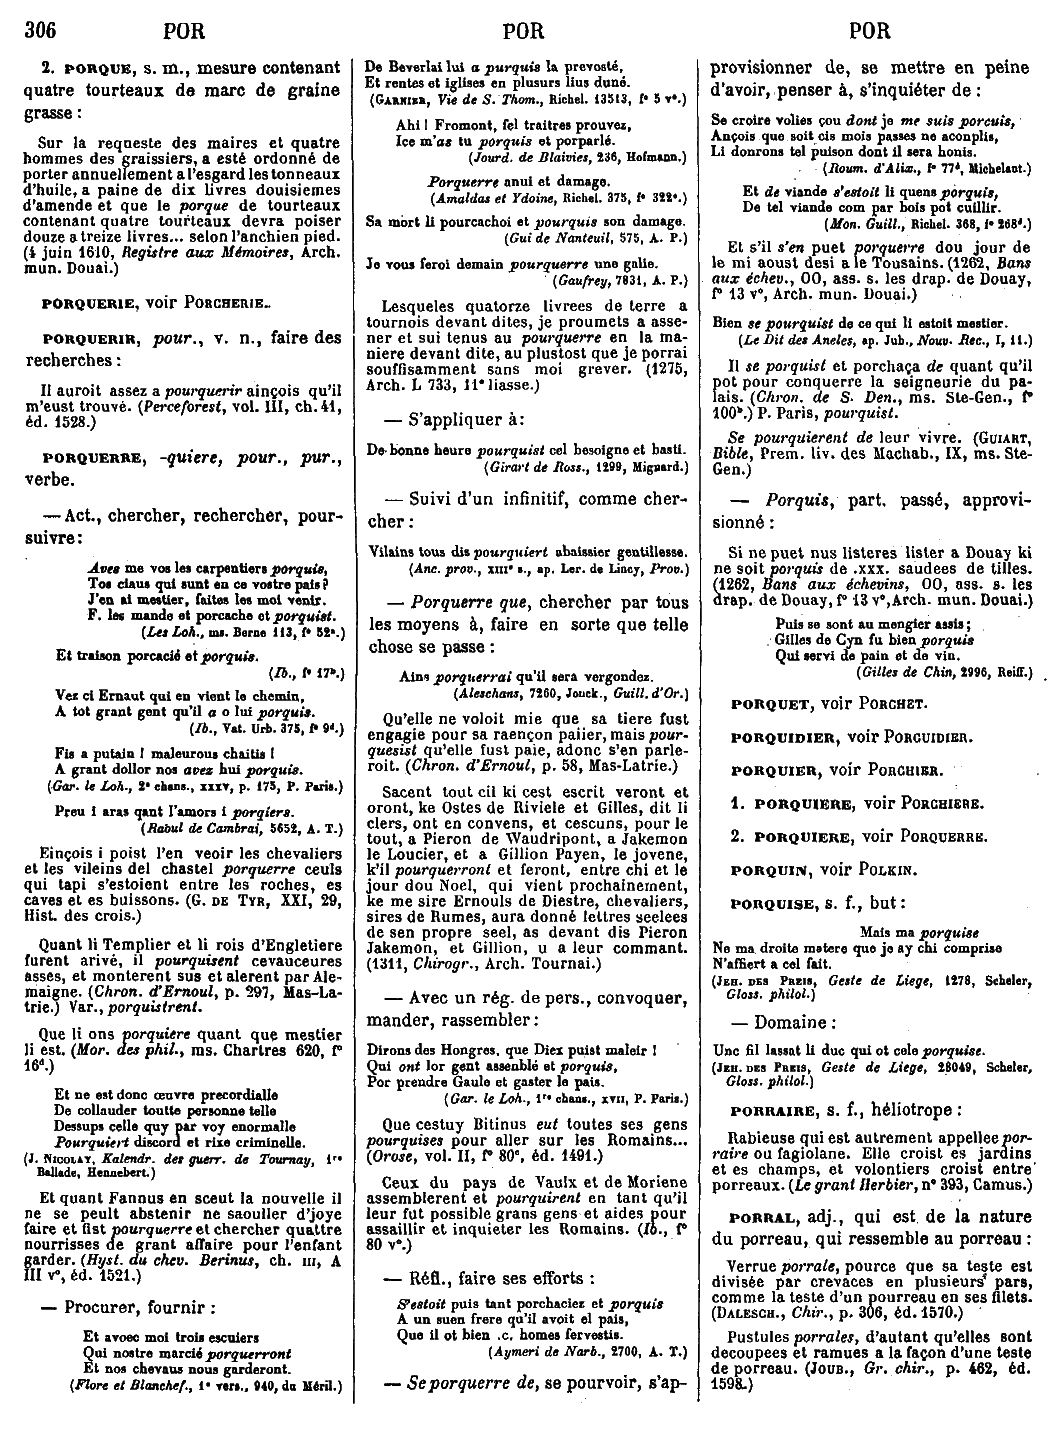 306 POR POR POR
2. PORQUE, s. m., mesure contenant
quatre tourteaux de marc de graine
grasse :
Sur la reqneste des maires et quatre
hommes des graissiers, a esté ordonné de
porter annuellement a l'esgard les tonneaux
d'huile, a paine de dix livres douisiemes
d'amende et que le porque de tourteaux
contenant quatre tourteaux devra poiser
douze a treize livres... selon l'anchien pied.
(4 juin 1610, Registre aux Mémoires, Arch.
mun. Douai.)
PORQUERIE, voir PORCHERIE.
PORQUERIR, pour., v. n., faire des
recherches :
Il auroit assez a pourquerir ainçois qu'il
m'eust trouvé. (Perceforest, vol. III, ch. 41,
éd. 1528.)
PORQUERRE, -quiere, pour., pur.,
verbe.
— Act., chercher, rechercher, pour-
suivre :
Aves me vos les carpentiers porquis,
Tos claus qui sunt en ce vostre païs ?
J'en ai mestier, faites les moi venir.
F. les mande et porcache et porquist.
(Les Loh., ms. Berne 113, f° 52ᵃ.)
Et traison porcacié et porquis.
(Ib., f° 17ᵇ.)
Vez ci Ernaut qui en vient le chemin,
A tot grant gent qu'il a o lui porquis.
(Ib., Vat. Urb. 375, f° 9ᵈ.)
Fis a putain ! maleurous chaitis !
A grant dollor nos avez hui porquis.
(Gar. le Loh., 2ᵉ chans., XXXV, p. 175, P. Paris.)
Preu i aras qant l'amors i porqiers.
(Raoul de Cambrai, 5652, A. T.)
Einçois i poist l'en veoir les chevaliers
et les vileins del chastel porquerre ceuls
qui tapi s'estoient entre les roches, es
caves et es buissons. (G. DE TYR, XXI, 29,
Hist. des crois.)
Quant li Templier et li rois d'Engletiere
furent arivé, il pourquisent cevauceures
asses, et monterent sus et alerent par Ale-
maigne. (Chron. d'Ernoul, p. 297, Mas-La-
trie.) Var., porquistrent.
Que li ons porquiere quant que mestier
li est. (Mor. des phil., ms. Chartres 620, f°
16ᵈ.)
Et ne est donc œuvre precordialle
De collauder toutte personne telle
Dessups celle quy par voy enormalle
Pourquiert discord et rixe criminelle.
(J. NICOLAY, Kalendr. des guerr. de Tournay, 1ʳᵉ
Ballade, Hennebert.)
Et quant Fannus en sceut la nouvelle il
ne se peult abstenir ne saouller d'joye
faire et fist pourquerre et chercher quattre
nourrisses de grant affaire pour l'enfant
garder. (Hyst. du chev. Berinus, ch. III, A
III v°, éd. 1521.)
— Procurer, fournir :
Et avoec moi trois escuiers
Qui nostre marcié porquerront
Et nos chevaus nous garderont.
(Flore et Blanchef., 1ᵉ vers., 940, du Méril.)
De Beverlai lui a purquis la prevosté,
Et rentes et iglises en plusurs lius duné.
(GARNIER, Vie de S. Thom., Richel. 13513, f° 5 v°.)
Ahi ! Fromont, fel traitres prouvez,
Ice m'as tu porquis et porparlé.
(Jourd. de Blaivies, 236, Hofmann.)
Porquerre anui et damage.
(Amaldas et Ydoine, Richel. 375, f° 322ᵃ.)
Sa mort li pourcachoi et pourquis son damage.
(Gui de Nanteuil, 575, A. P.)
Je vous feroi demain pourquerre une galie.
(Gaufrey, 7831, A. P.)
Lesqueles quatorze livrees de terre a
tournois devant dites, je proumets a asse-
ner et sui tenus au pourquerre en la ma-
niere devant dite, au plustost que je porrai
souffisamment sans moi grever. (1275,
Arch. L 733, 11ᵉ liasse.)
— S'appliquer à :
De bonne heure pourquist cel besoigne et basti.
(Girart de Ross., 1299, Mignard.)
— Suivi d'un infinitif, comme cher-
cher :
Vilains tous dis pourquiert abaissier gentillesse.
(Anc. prov., XIIIᵉ s., ap. Ler. de Lincy, Prov.)
— Porquerre que, chercher par tous
les moyens à, faire en sorte que telle
chose se passe :
Ains porquerrai qu'il sera vergondez.
(Aleschans, 7260, Jonck., Guill. d'Or.)
Qu'elle ne voloit mie que sa tiere fust
engagie pour sa raençon paiier, mais pour-
quesist qu'elle fust paie, adonc s'en parle-
roit. (Chron. d'Ernoul, p. 58, Mas-Latrie.)
Sacent tout cil ki cest escrit veront et
oront, ke Ostes de Riviele et Gilles, dit li
clers, ont en convens, et cescuns, pour le
tout, a Pieron de Waudripont, a Jakemon
le Loucier, et a Gillion Payen, le jovene,
k'il pourquerront et feront, entre chi et le
jour dou Noel, qui vient prochainement,
ke me sire Ernouls de Diestre, chevaliers,
sires de Rumes, aura donné lettres seelees
de sen propre seel, as devant dis Pieron
Jakemon, et Gillion, u a leur commant.
(1311, Chirogr., Arch. Tournai.)
— Avec un rég. de pers., convoquer,
mander, rassembler :
Dirons des Hongres, que Diex puist maleir !
Qui ont lor gent assenblé et porquis,
Por prendre Gaule et gaster le païs.
(Gar. le Loh., 1ʳᵉ chans., XVII, P. Paris.)
Que cestuy Bitinus eut toutes ses gens
pourquises pour aller sur les Romains...
(Orose, vol. II, f° 80ᵉ, éd. 1491.)
Ceux du pays de Vaulx et de Moriene
assemblerent et pourquirent en tant qu'il
leur fut possible grans gens et aides pour
assaillir et inquieter les Romains. (Ib., f°
80 v°.)
— Réfl., faire ses efforts :
S'estoit puis tant porchaciez et porquis
A un suen frere qu'il avoit el païs,
Que il ot bien .c. homes fervestis.
(Aymeri de Narb., 2700, A. T.)
— Se porquerre de, se pourvoir, s'ap-
provisionner de, se mettre en peine
d'avoir, penser à, s'inquiéter de :
Se croire volies çou dont je me suis porcuis,
Ançois que soit cis mois passes ne aconplis,
Li donrons tel puison dont il sera honis.
(Roum. d'Alix., f° 77ᵈ, Michelant.)
Et de viande s'estoit li quens porquis,
De tel viande com par bois pot cuillir.
(Mon. Guill., Richel. 368, f° 268ᵈ.)
Et s'il s'en puet porquerre dou jour de
le mi aoust desi a le Tousains. (1262, Bans
aux échev., OO, ass. s. les drap. de Douay,
f° 13 v°, Arch. mun. Douai.)
Bien se pourquist de ce qui li estoit mestier.
(Le Dit des Aneles, ap. Jub., Nouv. Rec., I, 11.)
Il se porquist et porchaça de quant qu'il
pot pour conquerre la seigneurie du pa-
lais. (Chron. de S. Den., ms. Ste-Gen., f°
100ᵇ.) P. Paris, pourquist.
Se pourquierent de leur vivre. (GUIART,
Bible, Prem. liv. des Machab., IX, ms. Ste-
Gen.)
— Porquis, part. passé, approvi-
sionné :
Si ne puet nus listeres lister a Douay ki
ne soit porquis de .xxx. saudees de tilles.
(1262, Bans aux échevins, OO, ass. s. les
drap. de Douay, f° 13 v°, Arch. mun. Douai.)
Puis se sont au mengier assis ;
Gilles de Cyn fu bien porquis
Qui servi de pain et de vin.
(Gilles de Chin, 2996, Reiff.)
PORQUET, voir PORCHET.
PORQUIDIER, voir PORCUIDIER.
PORQUIER, voir PORCHIER.
1. PORQUIERE, voir PORCHIERE.
2. PORQUIERE, voir PORQUERRE.
PORQUIN, voir POLKIN.
PORQUISE, s. f., but :
Mais ma porquise
Ne ma droite matere que je ay chi comprise
N'affiert a cel fait.
(JEH. DES PREIS, Geste de Liege, 1278, Scheler,
Gloss. philol.)
— Domaine :
Unc fil lassat li duc qui ot cele porquise.
(JEH. DES PREIS, Geste de Liege, 28049, Scheler,
Gloss. philol.)
PORRAIRE, s. f., héliotrope :
Rabieuse qui est autrement appellee por-
raire ou fagiolane. Elle croist es jardins
et es champs, et volontiers croist entre
porreaux. (Le grant Herbier, n° 393, Camus.)
PORRAL, adj., qui est de la nature
du porreau, qui ressemble au porreau :
Verrue porrale, pource que sa teste est
divisée par crevaces en plusieurs pars,
comme la teste d'un pourreau en ses filets.
(DALESCH., Chir., p. 306, éd. 1570.)
Pustules porrales, d'autant qu'elles sont
decoupees et ramues a la façon d'une teste
de porreau. (JOUB., Gr. chir., p. 462, éd.
1598.)